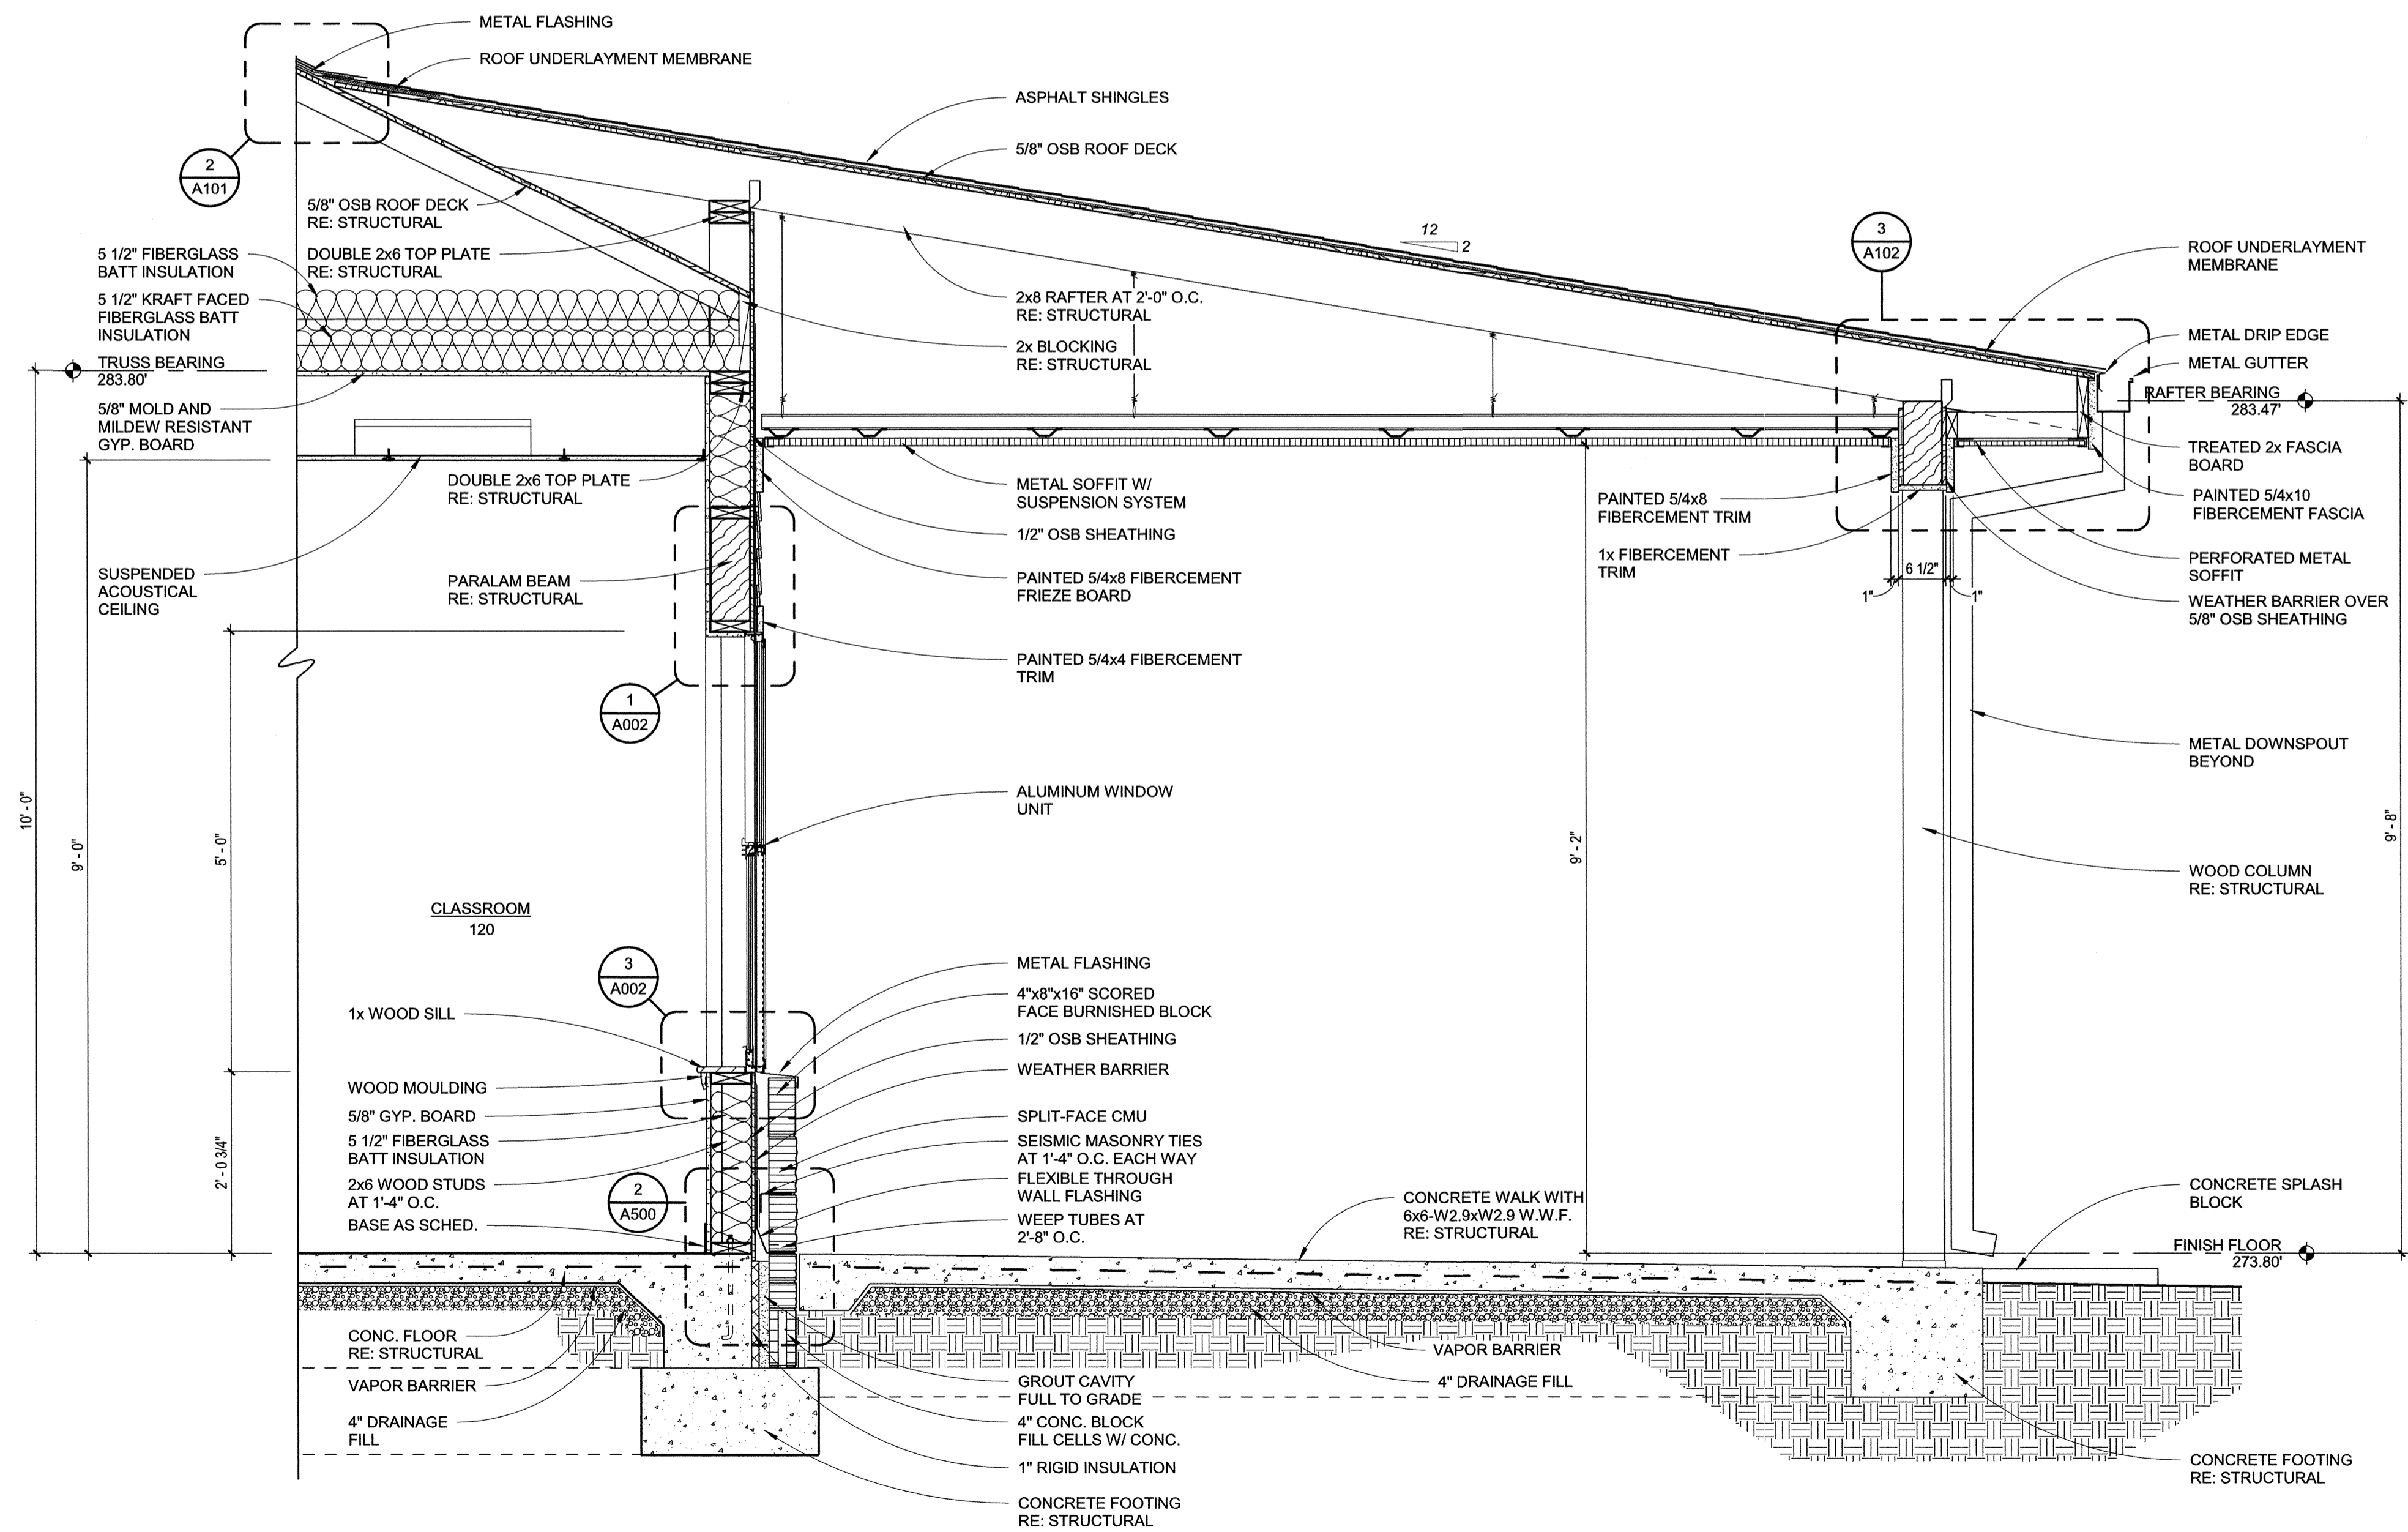 METAL FLASHING
ROOF UNDERLAYMENT MEMBRANE
ASPHALT SHINGLES
5/8" OSB ROOF DECK
2
A101
5/8" OSB ROOF DECK
RE: STRUCTURAL
DOUBLE 2x6 TOP PLATE
RE: STRUCTURAL
5 1/2" FIBERGLASS
BATT INSULATION
5 1/2" KRAFT FACED
FIBERGLASS BATT
INSULATION
TRUSS BEARING
283.80'
5/8" MOLD AND
MILDEW RESISTANT
GYP. BOARD
12
2
3
A102
ROOF UNDERLAYMENT
MEMBRANE
METAL DRIP EDGE
METAL GUTTER
RAFTER BEARING
283.47'
TREATED 2x FASCIA
BOARD
PAINTED 5/4x10
FIBERCEMENT FASCIA
PERFORATED METAL
SOFFIT
WEATHER BARRIER OVER
5/8" OSB SHEATHING
2x8 RAFTER AT 2'-0" O.C.
RE: STRUCTURAL
2x BLOCKING
RE: STRUCTURAL
DOUBLE 2x6 TOP PLATE
RE: STRUCTURAL
METAL SOFFIT W/
SUSPENSION SYSTEM
1/2" OSB SHEATHING
PAINTED 5/4x8 FIBERCEMENT
FRIEZE BOARD
PAINTED 5/4x4 FIBERCEMENT
TRIM
PAINTED 5/4x8
FIBERCEMENT TRIM
1x FIBERCEMENT
TRIM
6 1/2"
1"
1"
SUSPENDED
ACOUSTICAL
CEILING
PARALAM BEAM
RE: STRUCTURAL
1
A002
METAL DOWNSPOUT
BEYOND
ALUMINUM WINDOW
UNIT
10' - 0"
9' - 0"
5' - 0"
9' - 2"
9' - 8"
WOOD COLUMN
RE: STRUCTURAL
CLASSROOM
120
3
A002
METAL FLASHING
4"x8"x16" SCORED
FACE BURNISHED BLOCK
1/2" OSB SHEATHING
WEATHER BARRIER
SPLIT-FACE CMU
SEISMIC MASONRY TIES
AT 1'-4" O.C. EACH WAY
FLEXIBLE THROUGH
WALL FLASHING
WEEP TUBES AT
2'-8" O.C.
1x WOOD SILL
WOOD MOULDING
5/8" GYP. BOARD
5 1/2" FIBERGLASS
BATT INSULATION
2x6 WOOD STUDS
AT 1'-4" O.C.
BASE AS SCHED.
2' - 0 3/4"
2
A500
CONCRETE WALK WITH
6x6-W2.9xW2.9 W.W.F.
RE: STRUCTURAL
CONCRETE SPLASH
BLOCK
FINISH FLOOR
273.80'
CONC. FLOOR
RE: STRUCTURAL
VAPOR BARRIER
4" DRAINAGE
FILL
VAPOR BARRIER
4" DRAINAGE FILL
GROUT CAVITY
FULL TO GRADE
4" CONC. BLOCK
FILL CELLS W/ CONC.
1" RIGID INSULATION
CONCRETE FOOTING
RE: STRUCTURAL
CONCRETE FOOTING
RE: STRUCTURAL